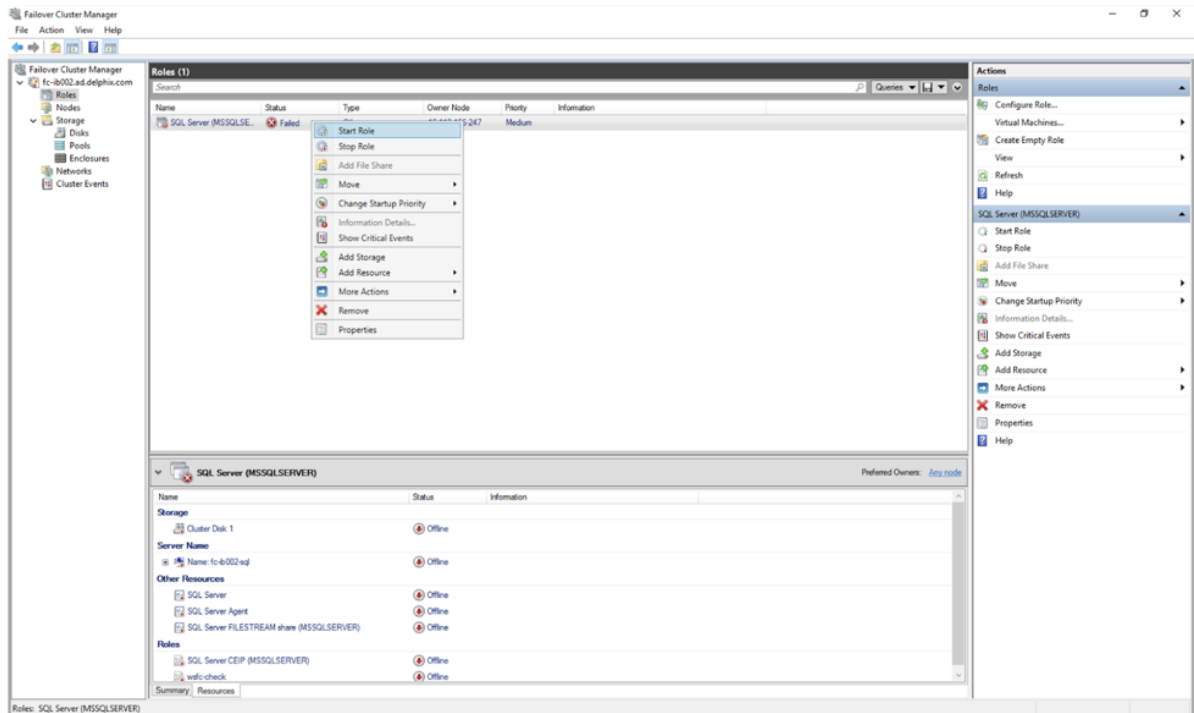 Failover Cluster Manager
File Action View Help
Failover Cluster Manager
fc-ib002.ad.delphix.com
Roles
Nodes
Storage
Disks
Pools
Enclosures
Networks
Cluster Events
Roles (1)
Search
Queries
Name Status Type Owner Node Priority Information
SQL Server (MSSQLSE... Failed Medium
Start Role
Stop Role
Add File Share
Move
Change Startup Priority
Information Details...
Show Critical Events
Add Storage
Add Resource
More Actions
Remove
Properties
SQL Server (MSSQLSERVER) Preferred Owners: Any node
Name Status Information
Storage
Cluster Disk 1 Offline
Server Name
Name: fc-ib002-sql Offline
Other Resources
SQL Server Offline
SQL Server Agent Offline
SQL Server FILESTREAM share (MSSQLSERVER) Offline
Roles
SQL Server CEIP (MSSQLSERVER) Offline
wsfc-check Offline
Summary Resources
Roles: SQL Server (MSSQLSERVER)
Actions
Roles
Configure Role...
Virtual Machines...
Create Empty Role
View
Refresh
Help
SQL Server (MSSQLSERVER)
Start Role
Stop Role
Add File Share
Move
Change Startup Priority
Information Details...
Show Critical Events
Add Storage
Add Resource
More Actions
Remove
Properties
Help